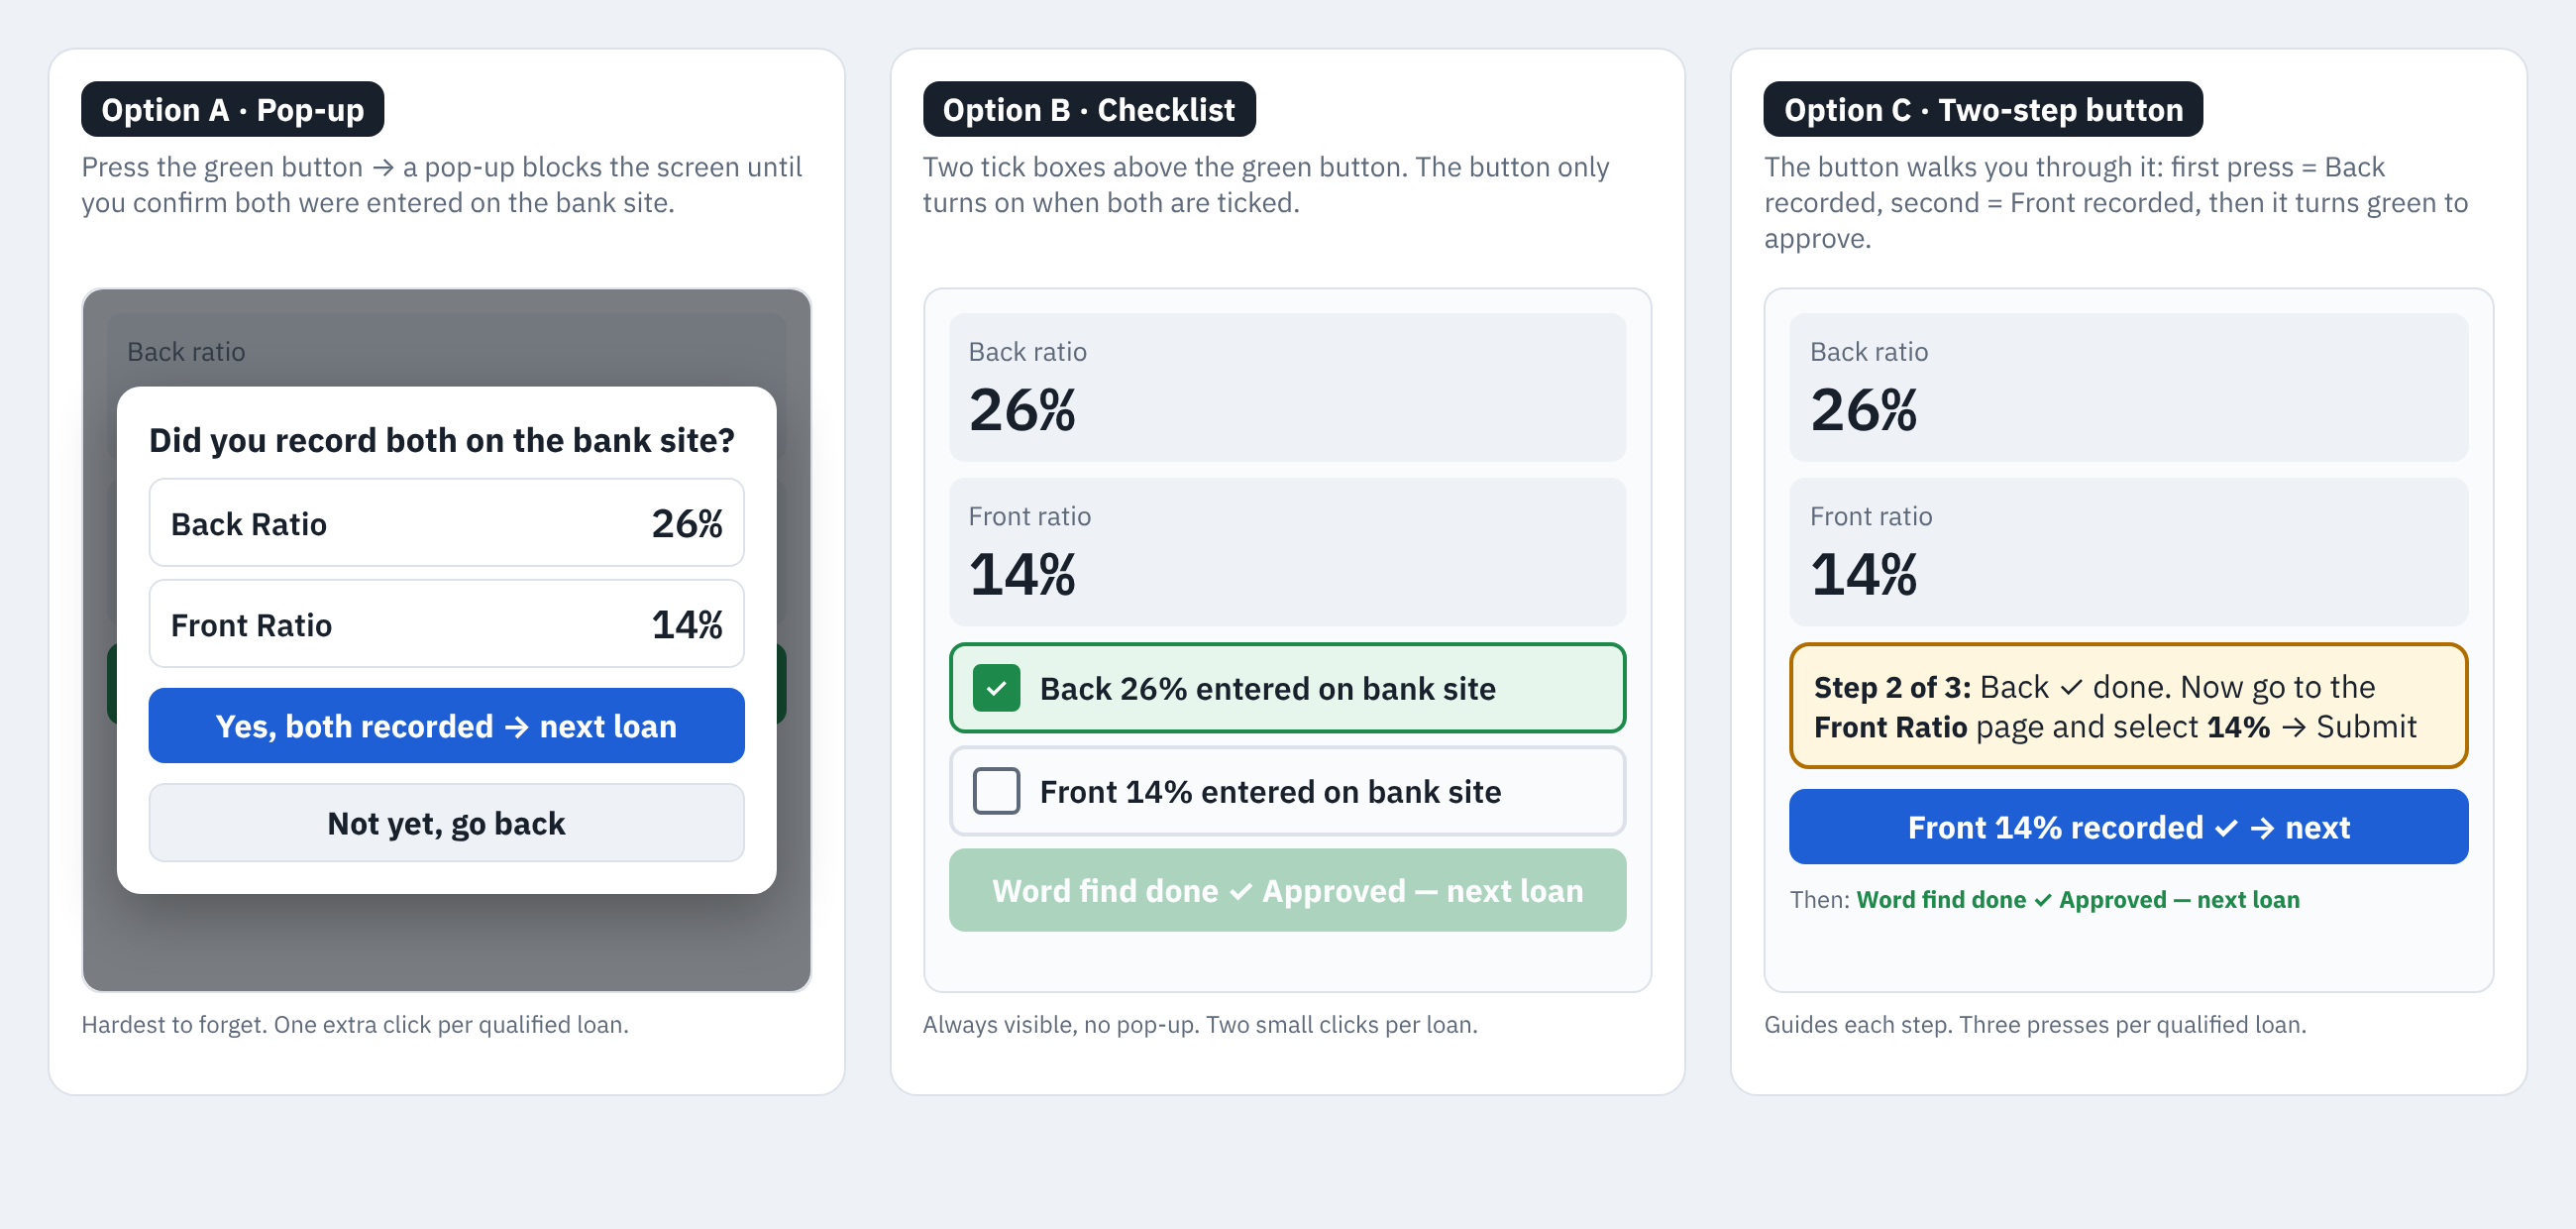 Option A · Pop-up
Press the green button → a pop-up blocks the screen until
you confirm both were entered on the bank site.
Back ratio
Did you record both on the bank site?
Back Ratio 26%
Front Ratio 14%
Yes, both recorded → next loan
Not yet, go back
Hardest to forget. One extra click per qualified loan.
Option B · Checklist
Two tick boxes above the green button. The button only
turns on when both are ticked.
Back ratio
26%
Front ratio
14%
✓ Back 26% entered on bank site
Front 14% entered on bank site
Word find done ✓ Approved — next loan
Always visible, no pop-up. Two small clicks per loan.
Option C · Two-step button
The button walks you through it: first press = Back
recorded, second = Front recorded, then it turns green to
approve.
Back ratio
26%
Front ratio
14%
Step 2 of 3: Back ✓ done. Now go to the
Front Ratio page and select 14% → Submit
Front 14% recorded ✓ → next
Then: Word find done ✓ Approved — next loan
Guides each step. Three presses per qualified loan.